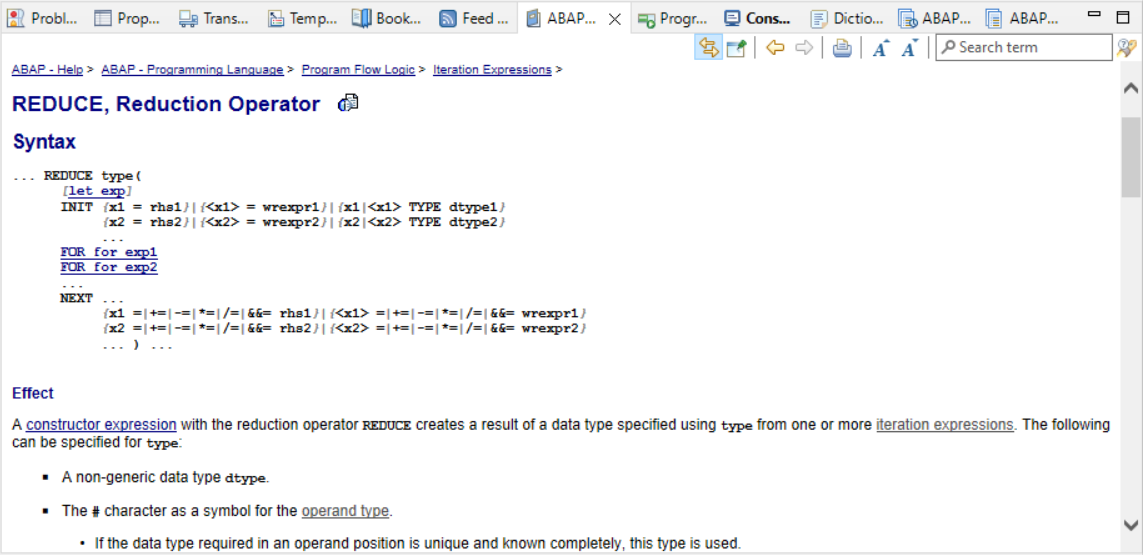 Probl... Prop... Trans... Temp... Book... Feed ... ABAP... Progr... Cons... Dictio... ABAP... ABAP...
A A Search term
ABAP - Help > ABAP - Programming Language > Program Flow Logic > Iteration Expressions >
REDUCE, Reduction Operator
Syntax
... REDUCE type(
[let exp]
INIT {x1 = rhs1}|{<x1> = wrexpr1}|{x1|<x1> TYPE dtype1}
{x2 = rhs2}|{<x2> = wrexpr2}|{x2|<x2> TYPE dtype2}
...
FOR for exp1
FOR for exp2
...
NEXT ...
{x1 =|+=|-=|*=|/=|&&= rhs1}|{<x1> =|+=|-=|*=|/=|&&= wrexpr1}
{x2 =|+=|-=|*=|/=|&&= rhs2}|{<x2> =|+=|-=|*=|/=|&&= wrexpr2}
... ) ...
Effect
A constructor expression with the reduction operator REDUCE creates a result of a data type specified using type from one or more iteration expressions. The following
can be specified for type:
▪ A non-generic data type dtype.
▪ The # character as a symbol for the operand type.
• If the data type required in an operand position is unique and known completely, this type is used.